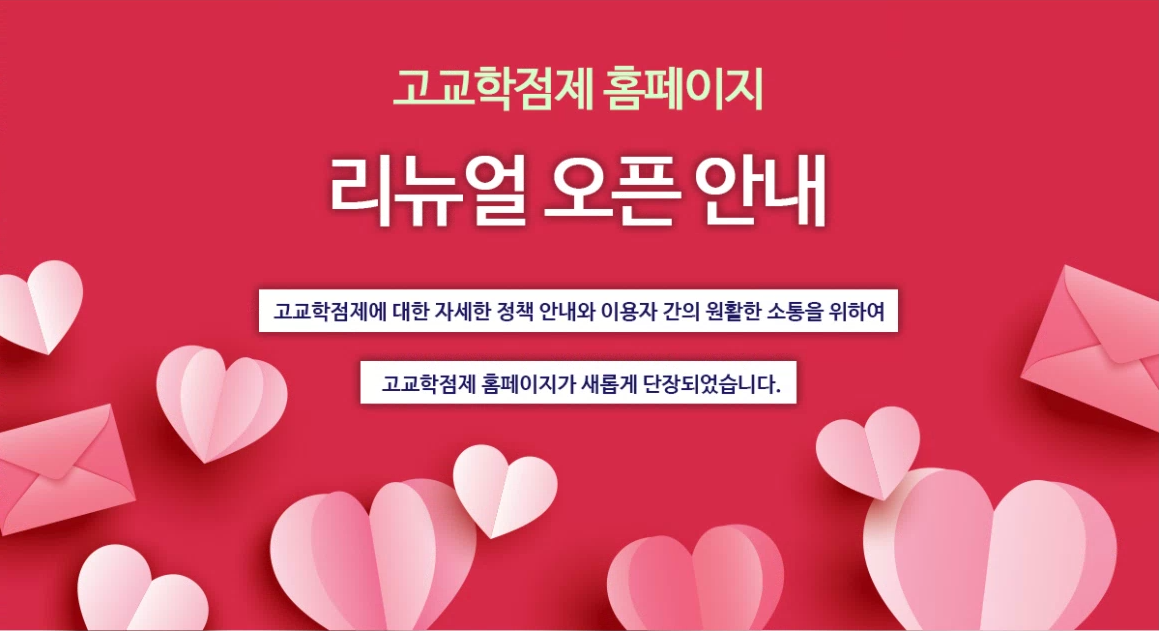 고교학점제 홈페이지
리뉴얼 오픈 안내
고교학점제에 대한 자세한 정책 안내와 이용자 간의 원활한 소통을 위하여
고교학점제 홈페이지가 새롭게 단장되었습니다.